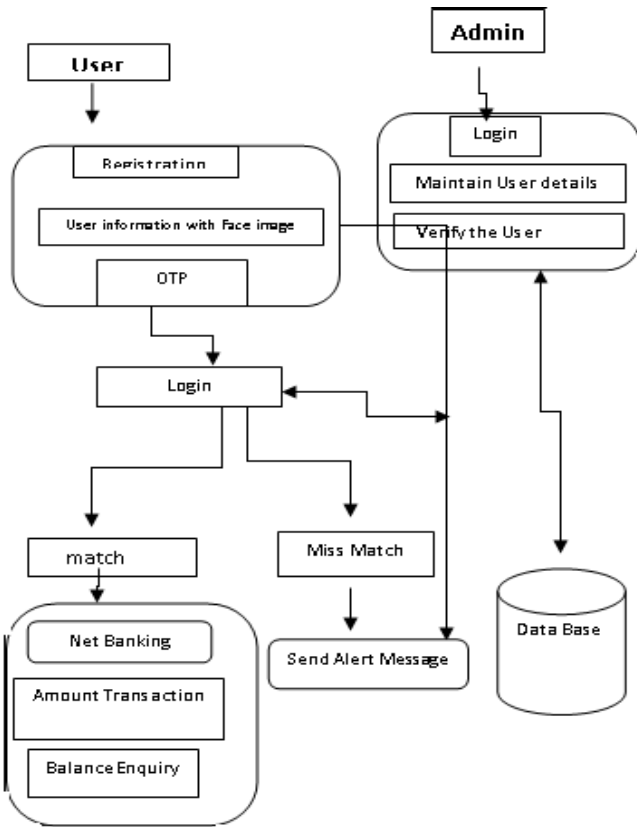 Admin
User
Login
Registration
Maintain User details
User information with Face image
Verify the User
OTP
Login
match
Miss Match
Net Banking
Data Base
Send Alert Message
Amount Transaction
Balance Enquiry